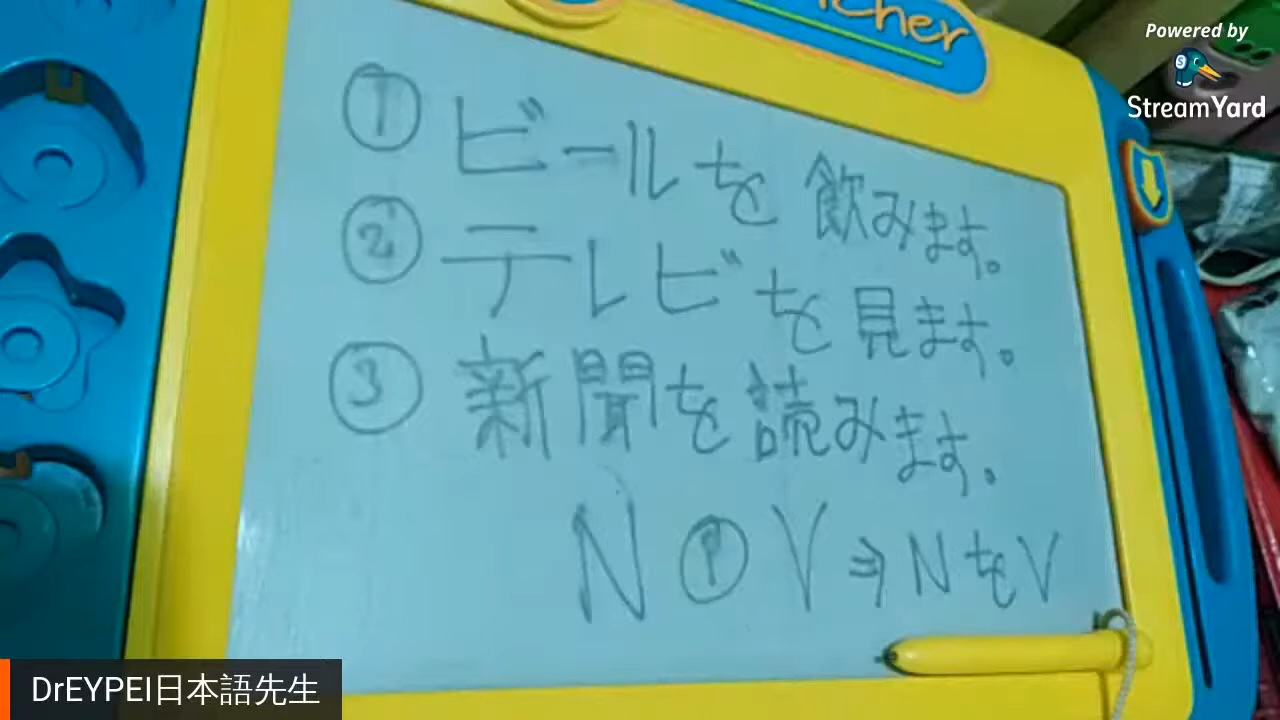 Powered by
StreamYard
① ビールを飲みます。
② テレビを見ます。
③ 新聞を読みます。
N Ⓟ V ⇒ N を V
DrEYPEI日本語先生